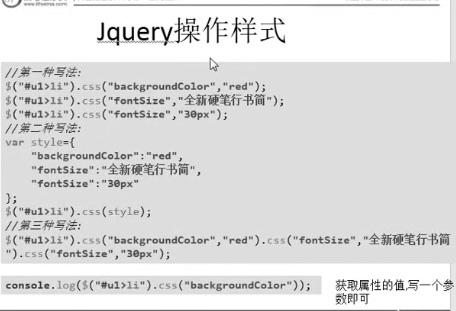 www.itheima.com
Jquery操作样式
//第一种写法:
$("#ul>li").css("backgroundColor","red");
$("#ul>li").css("fontSize","全新硬笔行书简");
$("#ul>li").css("fontSize","30px");
//第二种写法:
var style={
"backgroundColor":"red",
"fontSize":"全新硬笔行书简",
"fontSize":"30px"
};
$("#ul>li").css(style);
//第三种写法:
$("#ul>li").css("backgroundColor","red").css("fontSize","全新硬笔行书简
").css("fontSize","30px");
console.log($("#ul>li").css("backgroundColor"));
获取属性的值,写一个参
数即可